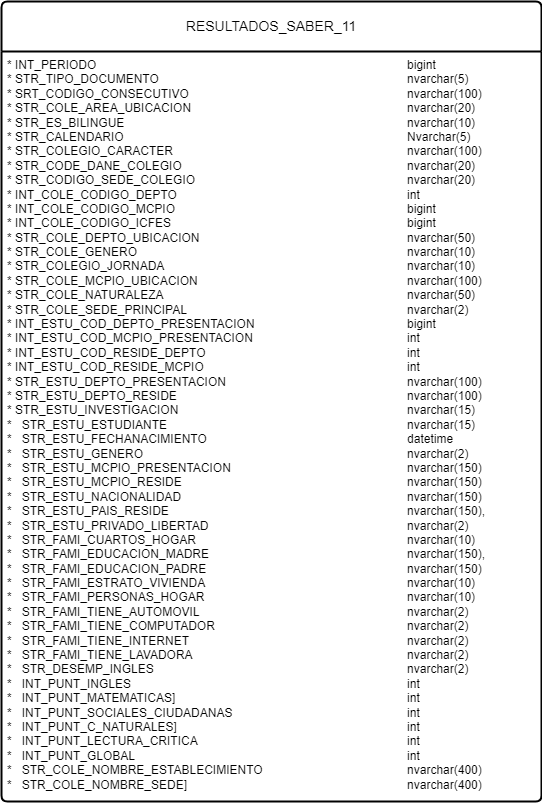 RESULTADOS_SABER_11
* INT_PERIODO bigint
* STR_TIPO_DOCUMENTO nvarchar(5)
* SRT_CODIGO_CONSECUTIVO nvarchar(100)
* STR_COLE_AREA_UBICACION nvarchar(20)
* STR_ES_BILINGUE nvarchar(10)
* STR_CALENDARIO Nvarchar(5)
* STR_COLEGIO_CARACTER nvarchar(100)
* STR_CODE_DANE_COLEGIO nvarchar(20)
* STR_CODIGO_SEDE_COLEGIO nvarchar(20)
* INT_COLE_CODIGO_DEPTO int
* INT_COLE_CODIGO_MCPIO bigint
* INT_COLE_CODIGO_ICFES bigint
* STR_COLE_DEPTO_UBICACION nvarchar(50)
* STR_COLE_GENERO nvarchar(10)
* STR_COLEGIO_JORNADA nvarchar(10)
* STR_COLE_MCPIO_UBICACION nvarchar(100)
* STR_COLE_NATURALEZA nvarchar(50)
* STR_COLE_SEDE_PRINCIPAL nvarchar(2)
* INT_ESTU_COD_DEPTO_PRESENTACION bigint
* INT_ESTU_COD_MCPIO_PRESENTACION int
* INT_ESTU_COD_RESIDE_DEPTO int
* INT_ESTU_COD_RESIDE_MCPIO int
* STR_ESTU_DEPTO_PRESENTACION nvarchar(100)
* STR_ESTU_DEPTO_RESIDE nvarchar(100)
* STR_ESTU_INVESTIGACION nvarchar(15)
* STR_ESTU_ESTUDIANTE nvarchar(15)
* STR_ESTU_FECHANACIMIENTO datetime
* STR_ESTU_GENERO nvarchar(2)
* STR_ESTU_MCPIO_PRESENTACION nvarchar(150)
* STR_ESTU_MCPIO_RESIDE nvarchar(150)
* STR_ESTU_NACIONALIDAD nvarchar(150)
* STR_ESTU_PAIS_RESIDE nvarchar(150),
* STR_ESTU_PRIVADO_LIBERTAD nvarchar(2)
* STR_FAMI_CUARTOS_HOGAR nvarchar(10)
* STR_FAMI_EDUCACION_MADRE nvarchar(150),
* STR_FAMI_EDUCACION_PADRE nvarchar(150)
* STR_FAMI_ESTRATO_VIVIENDA nvarchar(10)
* STR_FAMI_PERSONAS_HOGAR nvarchar(10)
* STR_FAMI_TIENE_AUTOMOVIL nvarchar(2)
* STR_FAMI_TIENE_COMPUTADOR nvarchar(2)
* STR_FAMI_TIENE_INTERNET nvarchar(2)
* STR_FAMI_TIENE_LAVADORA nvarchar(2)
* STR_DESEMP_INGLES nvarchar(2)
* INT_PUNT_INGLES int
* INT_PUNT_MATEMATICAS] int
* INT_PUNT_SOCIALES_CIUDADANAS int
* INT_PUNT_C_NATURALES] int
* INT_PUNT_LECTURA_CRITICA int
* INT_PUNT_GLOBAL int
* STR_COLE_NOMBRE_ESTABLECIMIENTO nvarchar(400)
* STR_COLE_NOMBRE_SEDE] nvarchar(400)